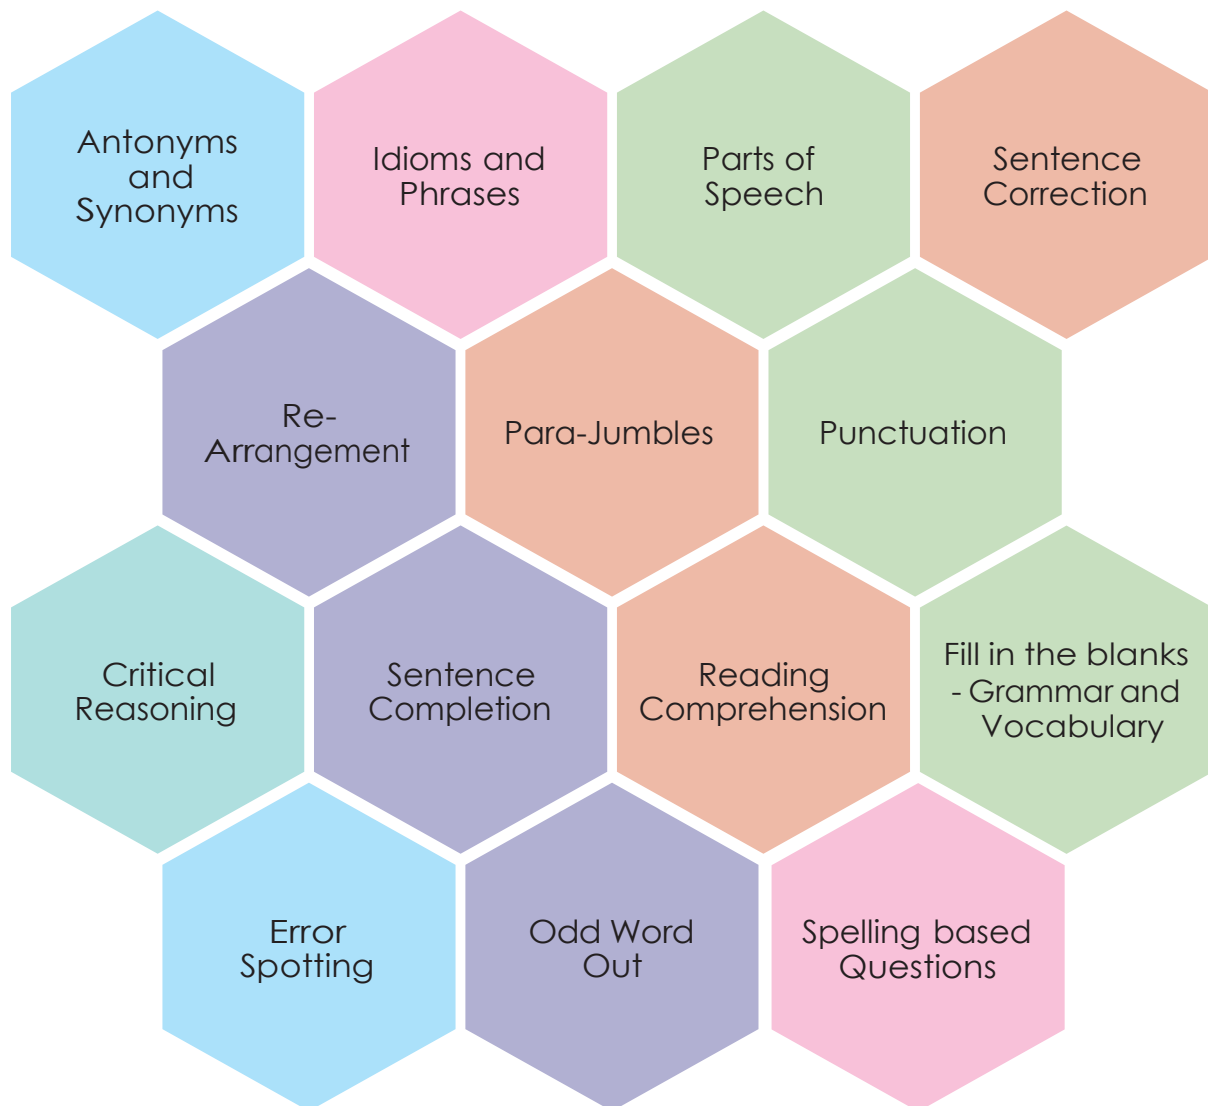 Antonyms
and
Synonyms
Idioms and
Phrases
Parts of
Speech
Sentence
Correction
Re-
Arrangement
Para-Jumbles
Punctuation
Critical
Reasoning
Sentence
Completion
Reading
Comprehension
Fill in the blanks
- Grammar and
Vocabulary
Error
Spotting
Odd Word
Out
Spelling based
Questions